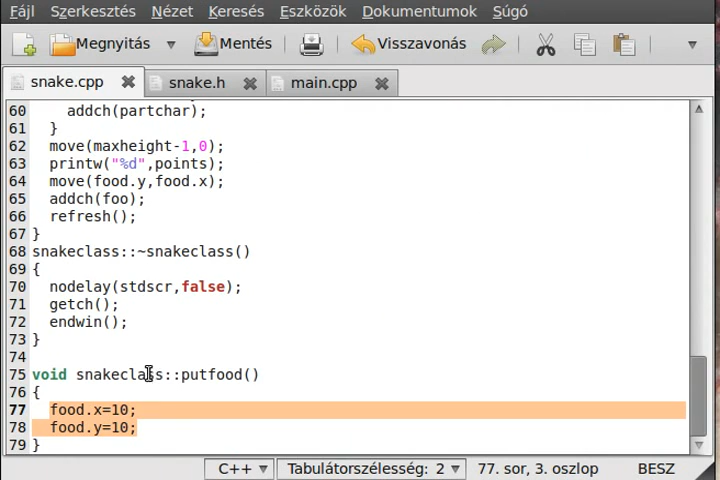 Fájl Szerkesztés Nézet Keresés Eszközök Dokumentumok Súgó
Megnyitás Mentés Visszavonás
snake.cpp snake.h main.cpp
60 addch(partchar);
61 }
62 move(maxheight-1,0);
63 printw("%d",points);
64 move(food.y,food.x);
65 addch(foo);
66 refresh();
67 }
68 snakeclass::~snakeclass()
69 {
70 nodelay(stdscr,false);
71 getch();
72 endwin();
73 }
74
75 void snakeclass::putfood()
76 {
77 food.x=10;
78 food.y=10;
79 }
C++ Tabulátorszélesség: 2 77. sor, 3. oszlop BESZ